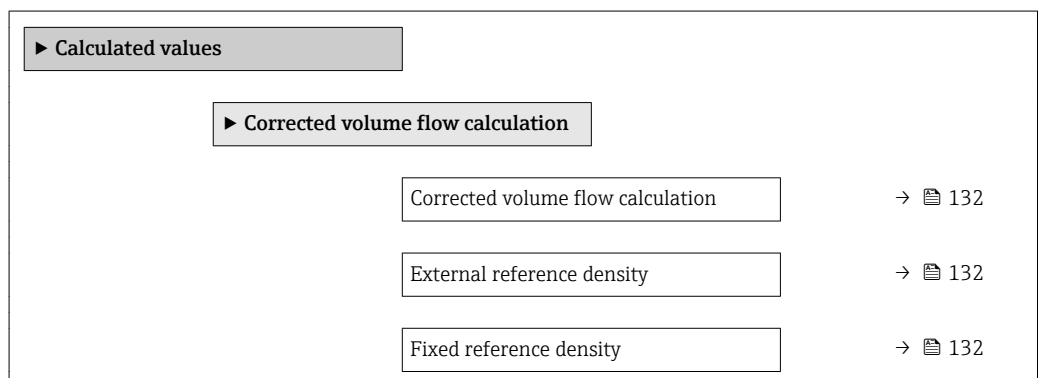 ▶ Calculated values
▶ Corrected volume flow calculation
Corrected volume flow calculation → 132
External reference density → 132
Fixed reference density → 132